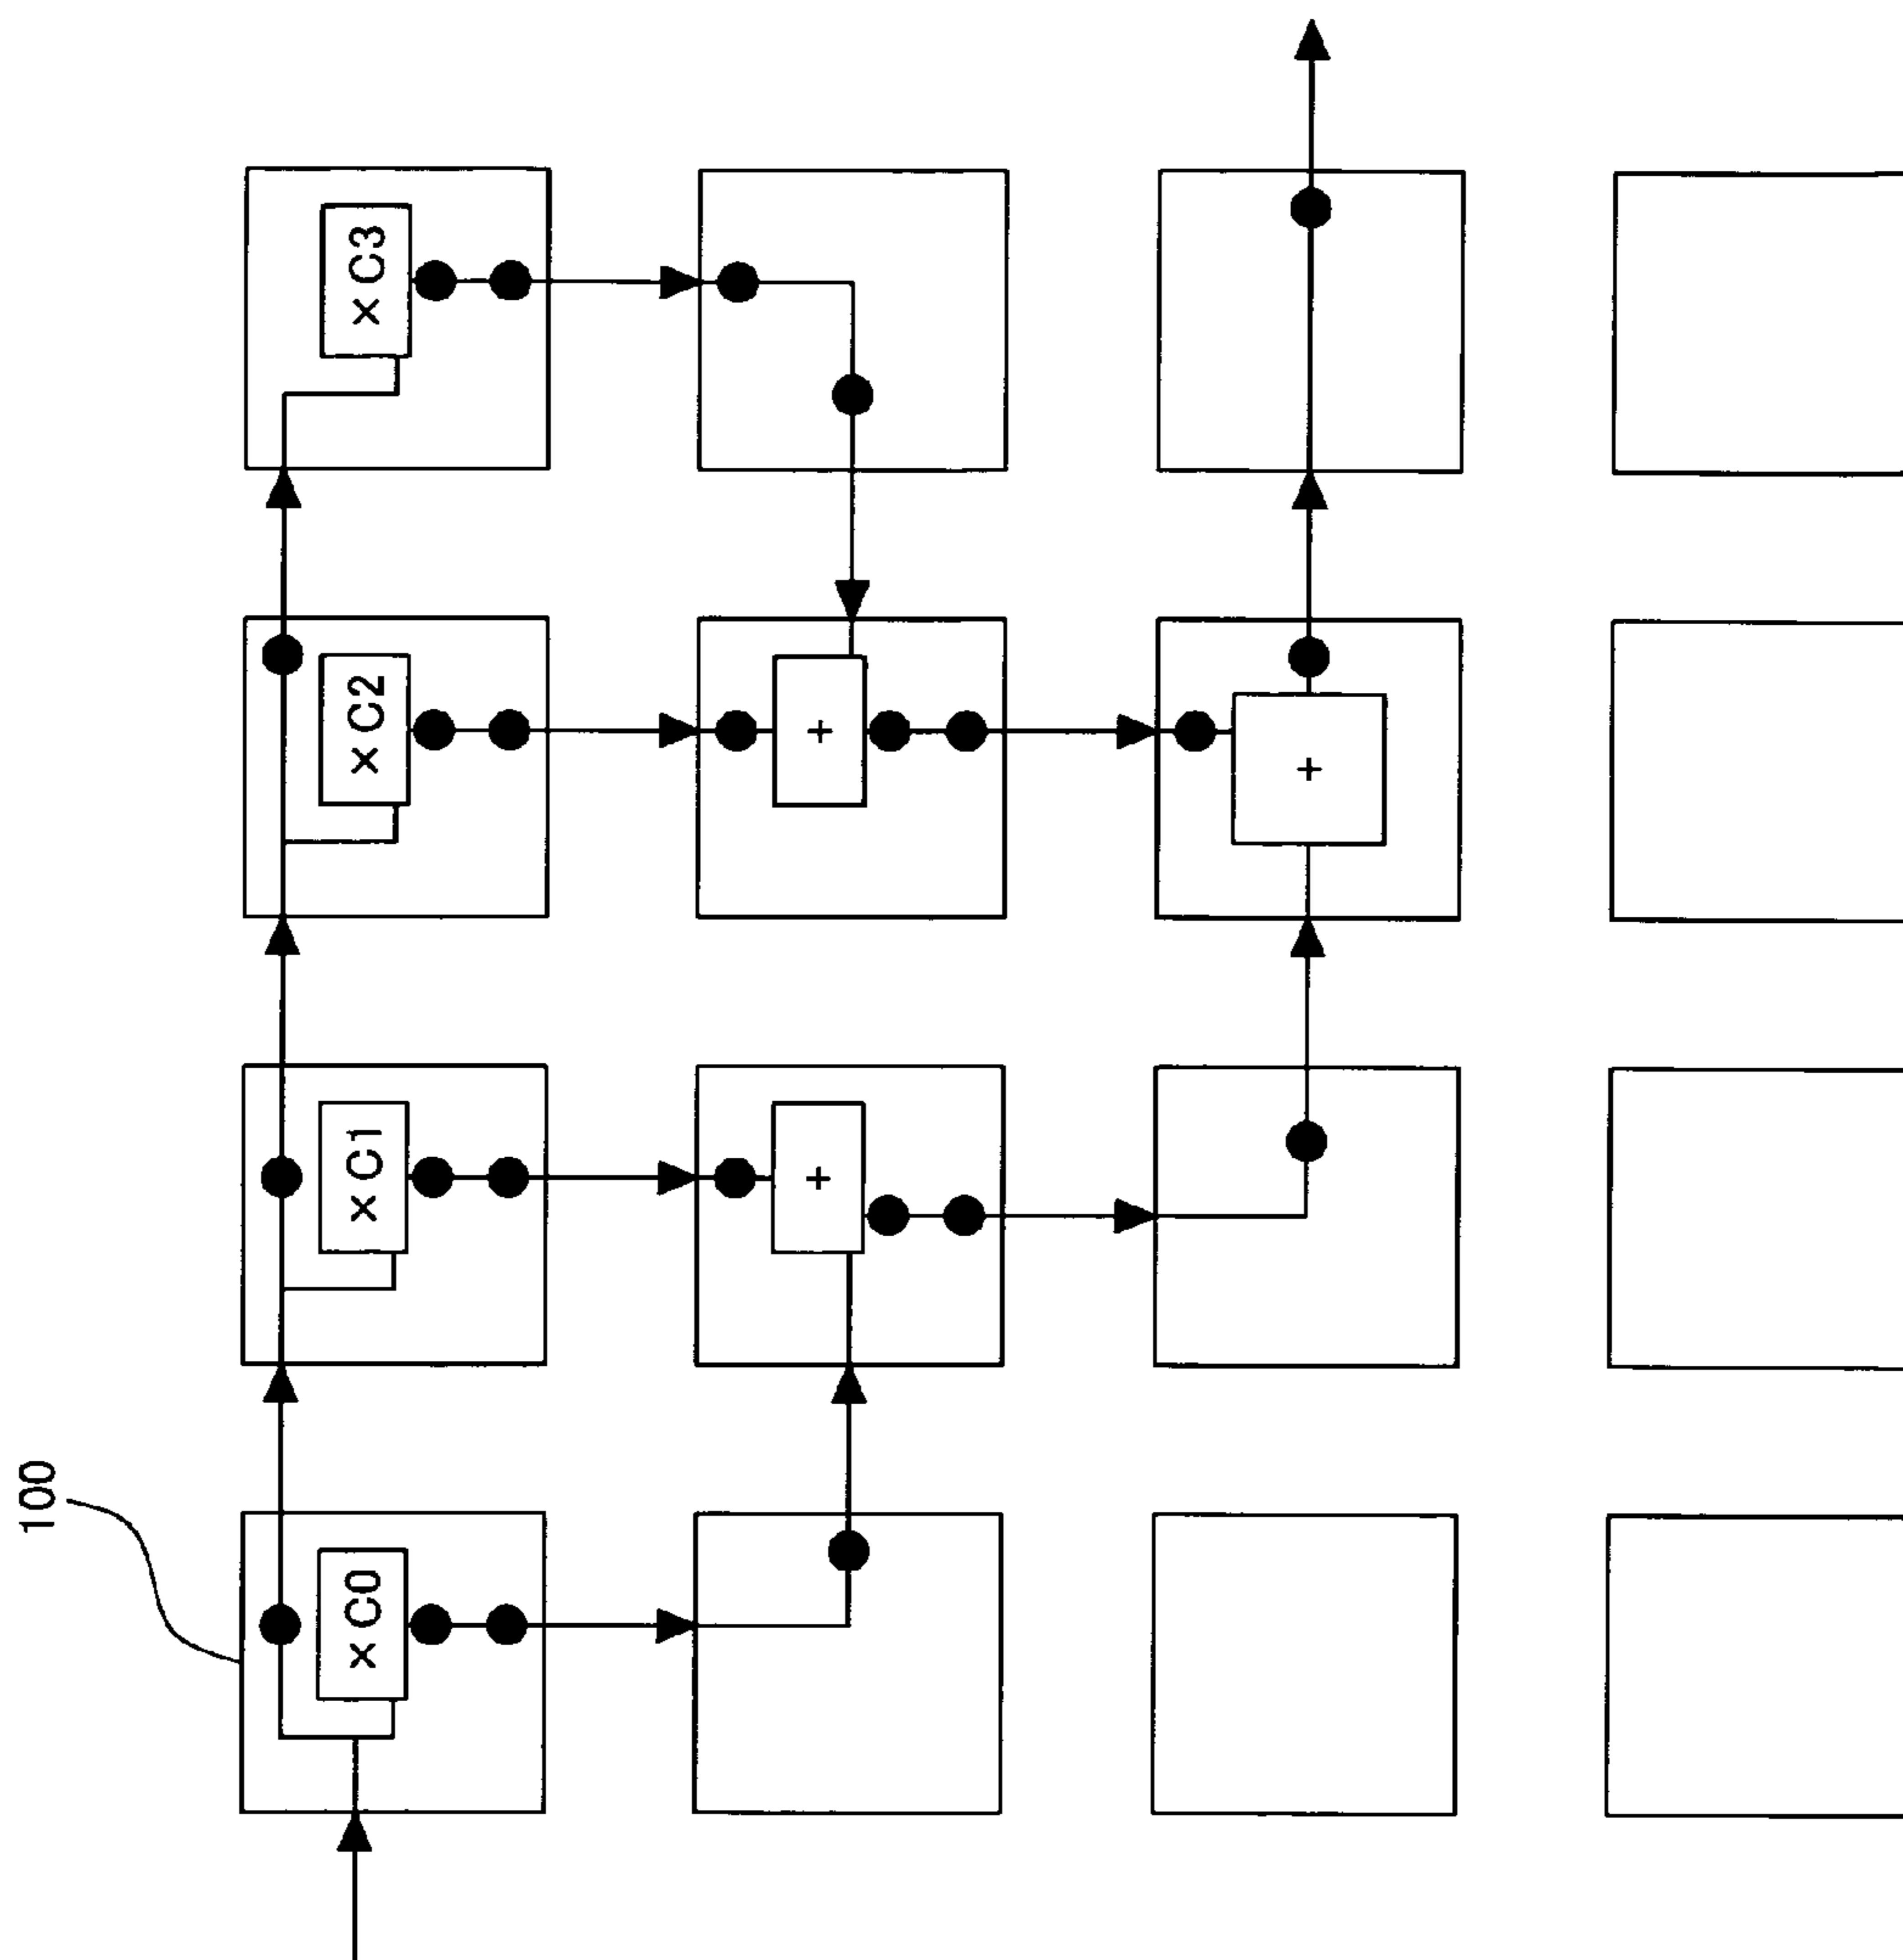 100
× C0
× C1
× C2
× C3
+
+
+